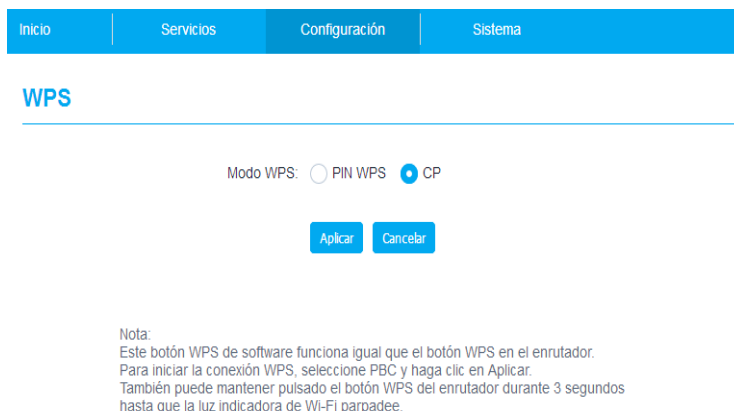 Inicio Servicios Configuración Sistema
WPS
Modo WPS: PIN WPS CP
Aplicar Cancelar
Nota:
Este botón WPS de software funciona igual que el botón WPS en el enrutador.
Para iniciar la conexión WPS, seleccione PBC y haga clic en Aplicar.
También puede mantener pulsado el botón WPS del enrutador durante 3 segundos
hasta que la luz indicadora de Wi-Fi parpadee.